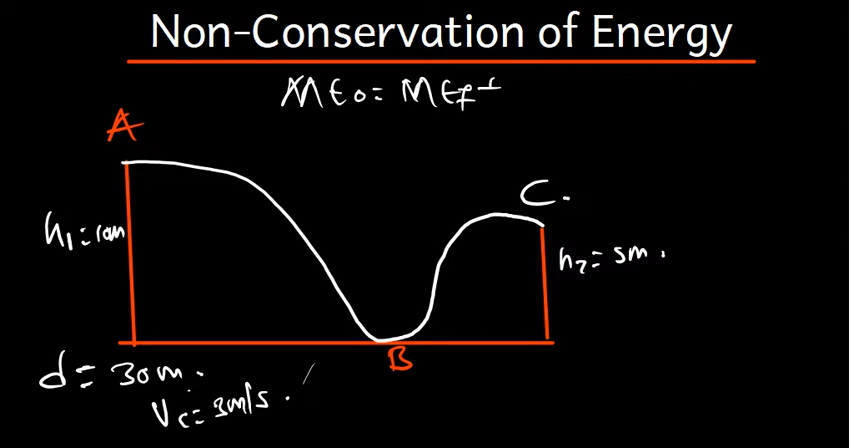 Non-Conservation of Energy
MEo = MEf +
A
C.
h1 = 10m
h2 = 5m.
B
d = 30m.
Vc = 3m/s.